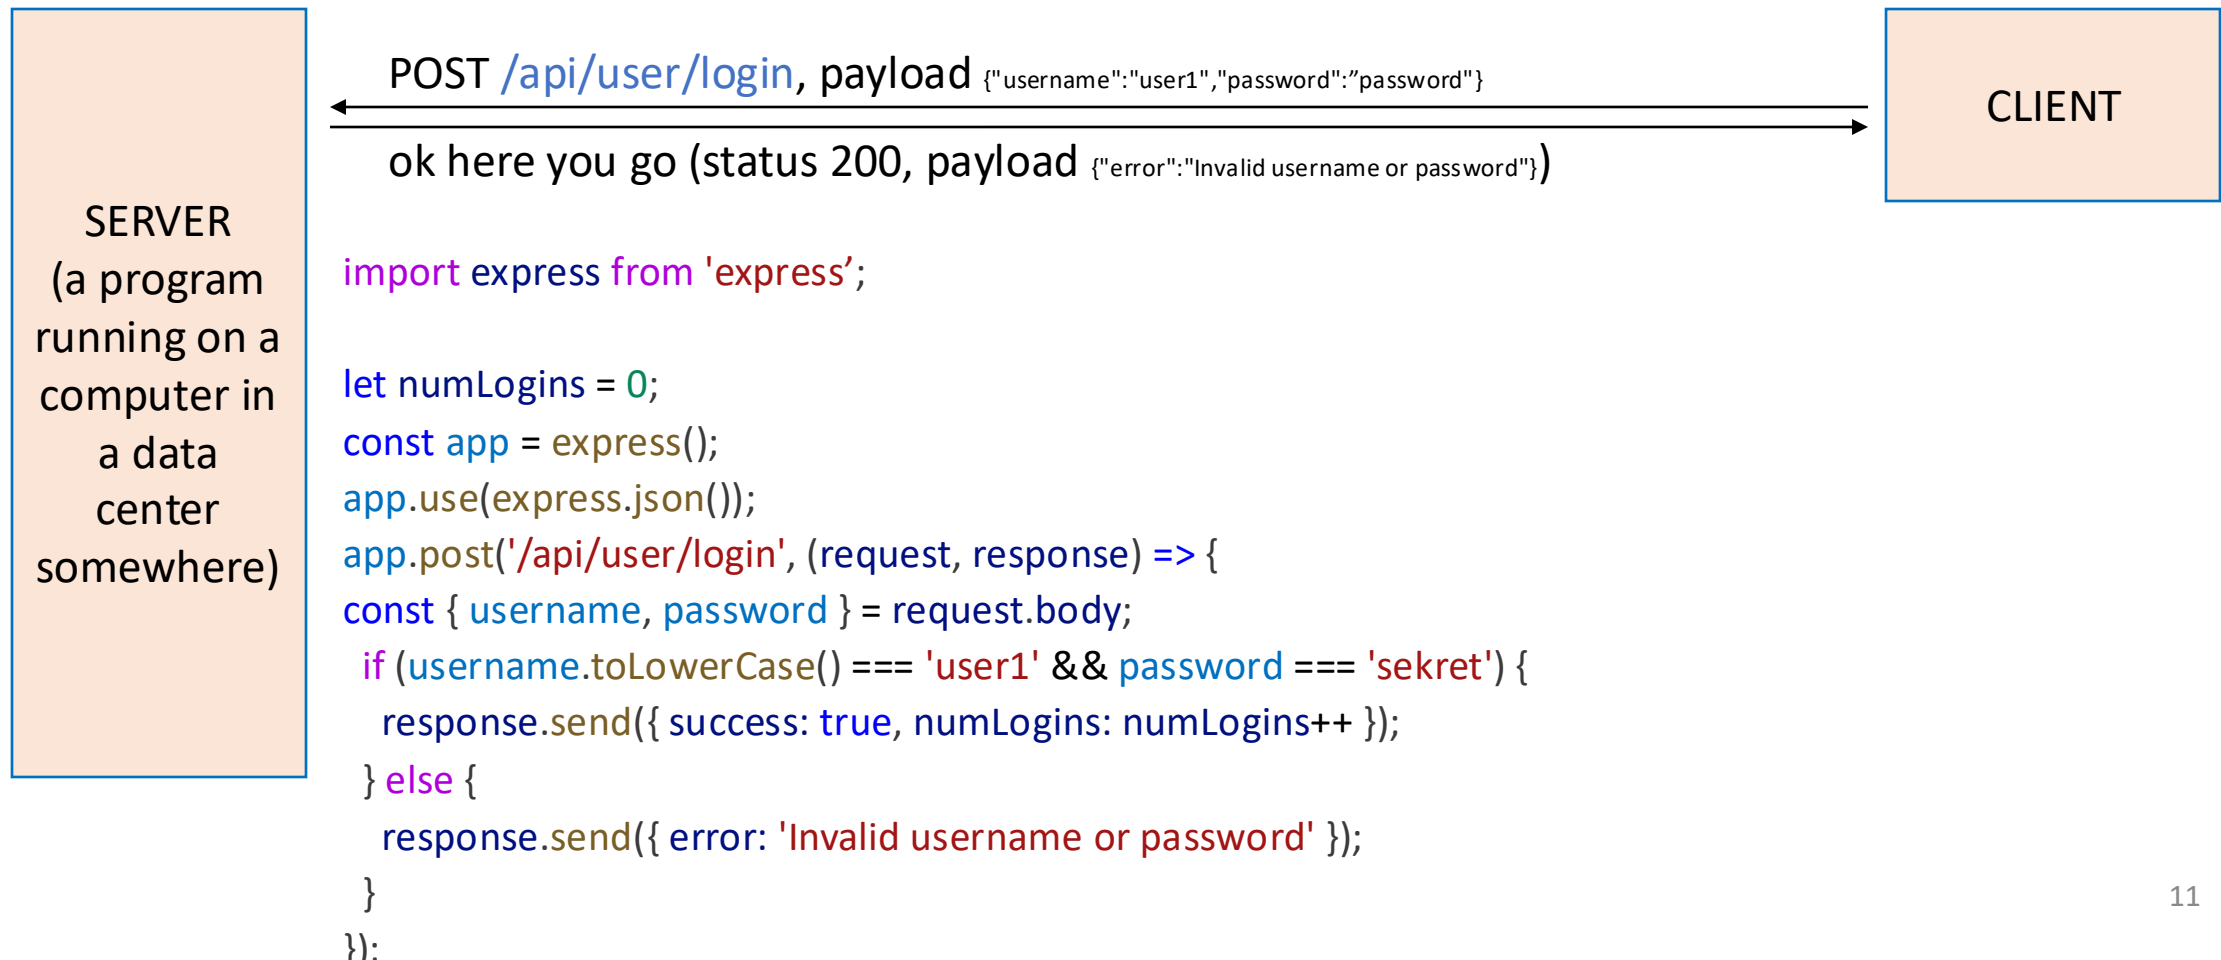 SERVER
(a program
running on a
computer in
a data
center
somewhere)
POST /api/user/login, payload {"username":"user1","password":”password"}
ok here you go (status 200, payload {"error":"Invalid username or password"})
CLIENT
import express from 'express’;
let numLogins = 0;
const app = express();
app.use(express.json());
app.post('/api/user/login', (request, response) => {
const { username, password } = request.body;
  if (username.toLowerCase() === 'user1' && password === 'sekret') {
    response.send({ success: true, numLogins: numLogins++ });
  } else {
    response.send({ error: 'Invalid username or password' });
  }
});
11